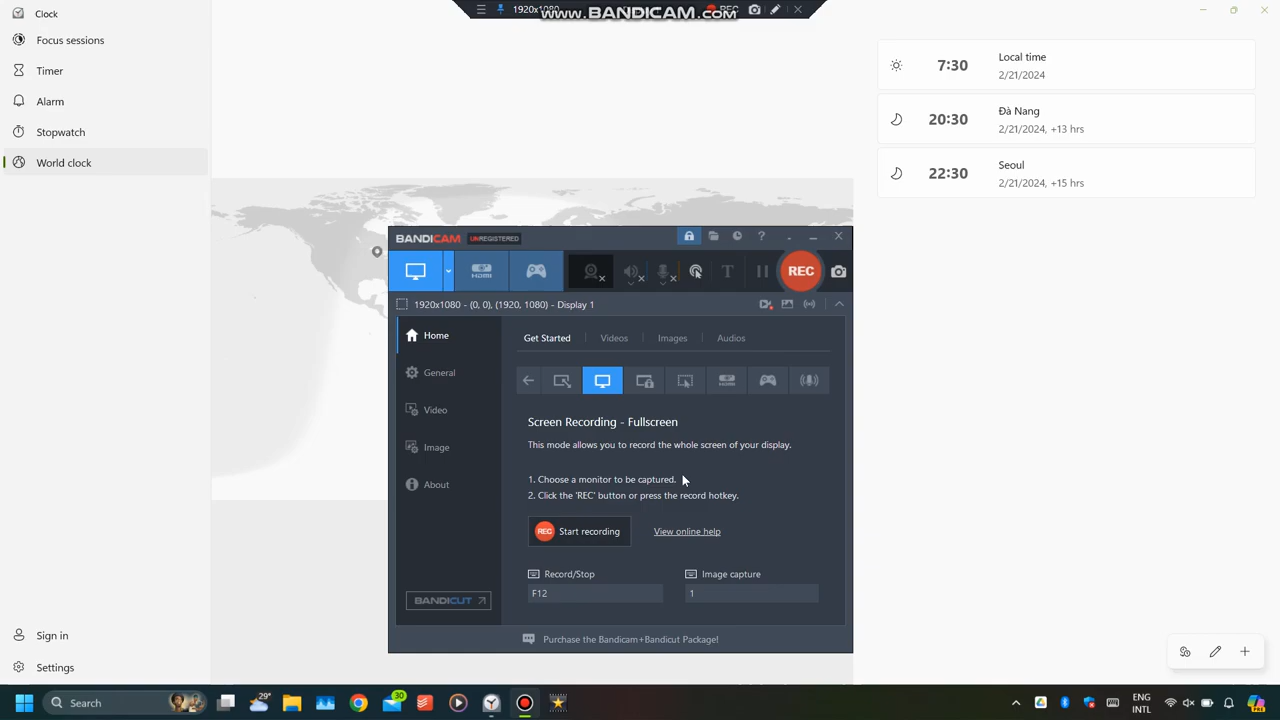 Clock
1920x1080
REC
www.BANDICAM.com
Focus sessions
Timer
Alarm
Stopwatch
World clock
7:30
Local time
2/21/2024
20:30
Đà Nang
2/21/2024, +13 hrs
22:30
Seoul
2/21/2024, +15 hrs
BANDICAM UNREGISTERED
HDMI
REC
1920x1080 - (0, 0), (1920, 1080) - Display 1
Home
General
Video
Image
About
BANDICUT
Get Started
Videos
Images
Audios
Screen Recording - Fullscreen
This mode allows you to record the whole screen of your display.
1. Choose a monitor to be captured.
2. Click the 'REC' button or press the record hotkey.
REC Start recording
View online help
Record/Stop
F12
Image capture
1
Purchase the Bandicam+Bandicut Package!
Sign in
Settings
Search
29°
30
ENG
INTL
PRE